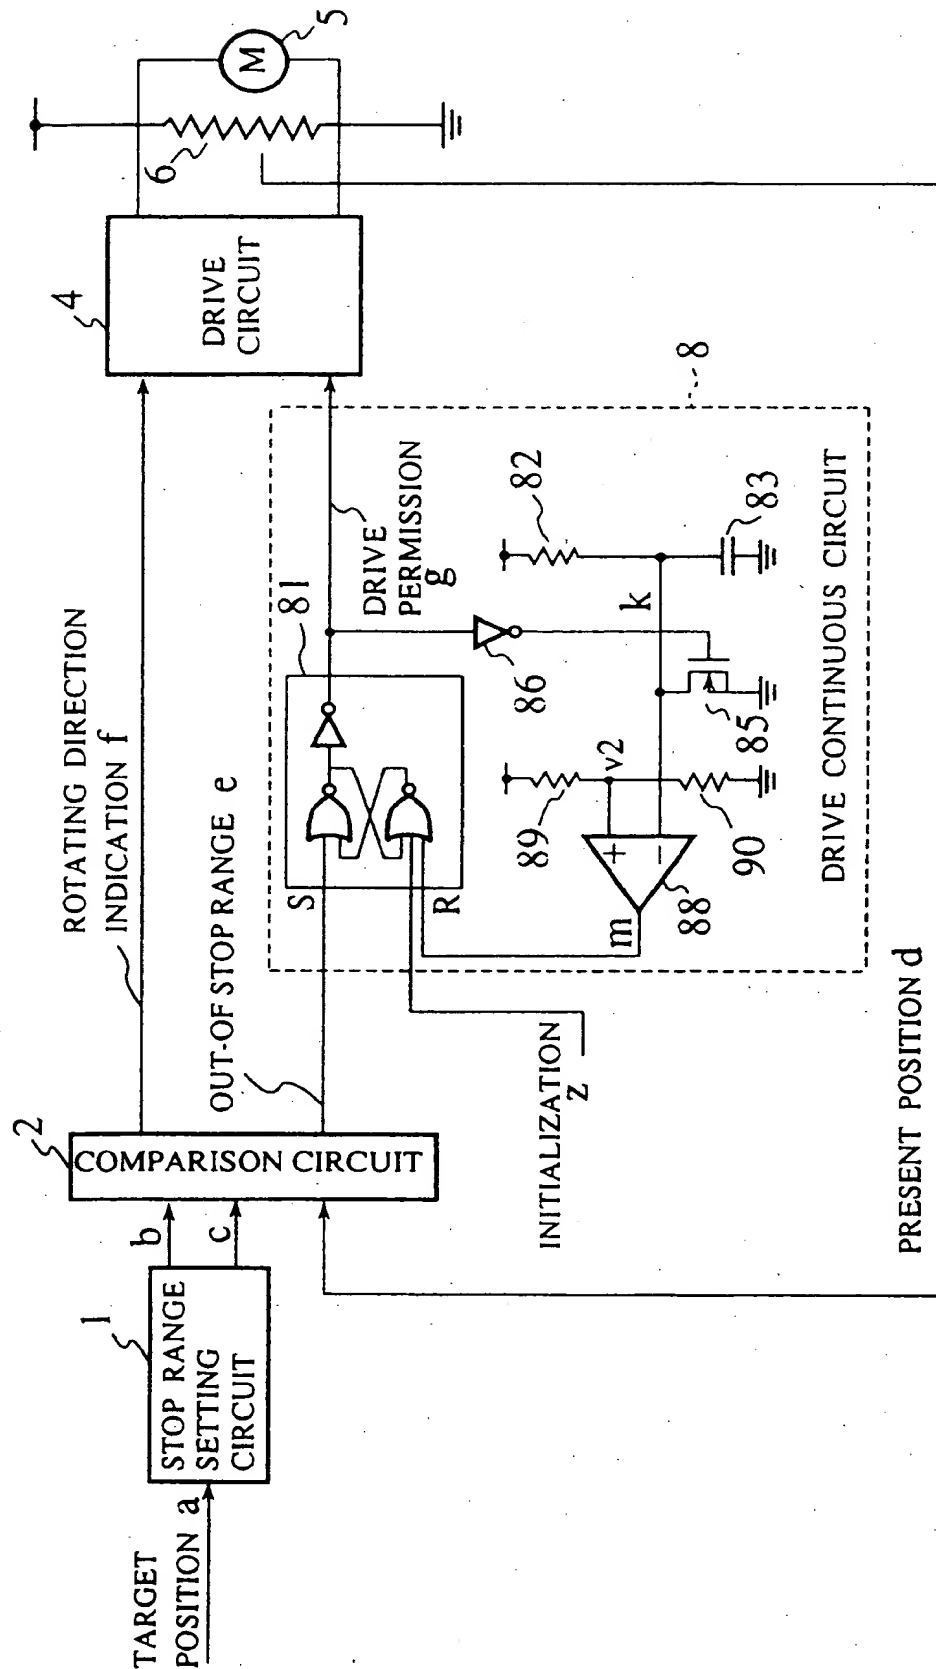 TARGET
POSITION a
1
STOP RANGE
SETTING
CIRCUIT
b
c
2
COMPARISON CIRCUIT
ROTATING DIRECTION
INDICATION f
OUT-OF STOP RANGE e
INITIALIZATION
z
S
R
81
DRIVE
PERMISSION
g
86
82
83
k
85
v2
89
90
+
−
88
m
DRIVE CONTINUOUS CIRCUIT
8
4
DRIVE
CIRCUIT
6
M
5
PRESENT POSITION d